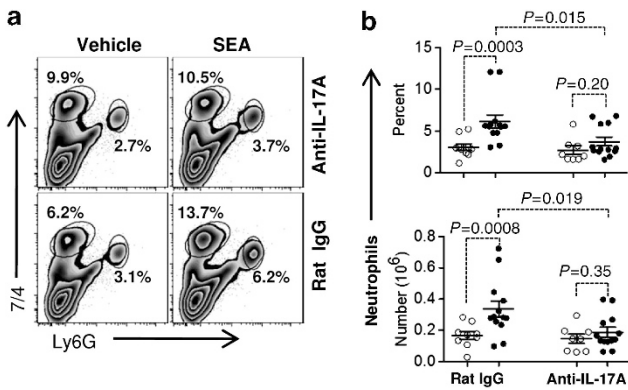 a
Vehicle SEA
9.9% 10.5%
2.7% 3.7%
Anti-IL-17A
6.2% 13.7%
3.1% 6.2%
Rat IgG
7/4
Ly6G
b
P=0.015
P=0.0003
P=0.20
15
10
5
0
Percent
P=0.019
P=0.0008
P=0.35
0.8
0.6
0.4
0.2
0.0
Number (10⁶)
Neutrophils
Rat IgG Anti-IL-17A